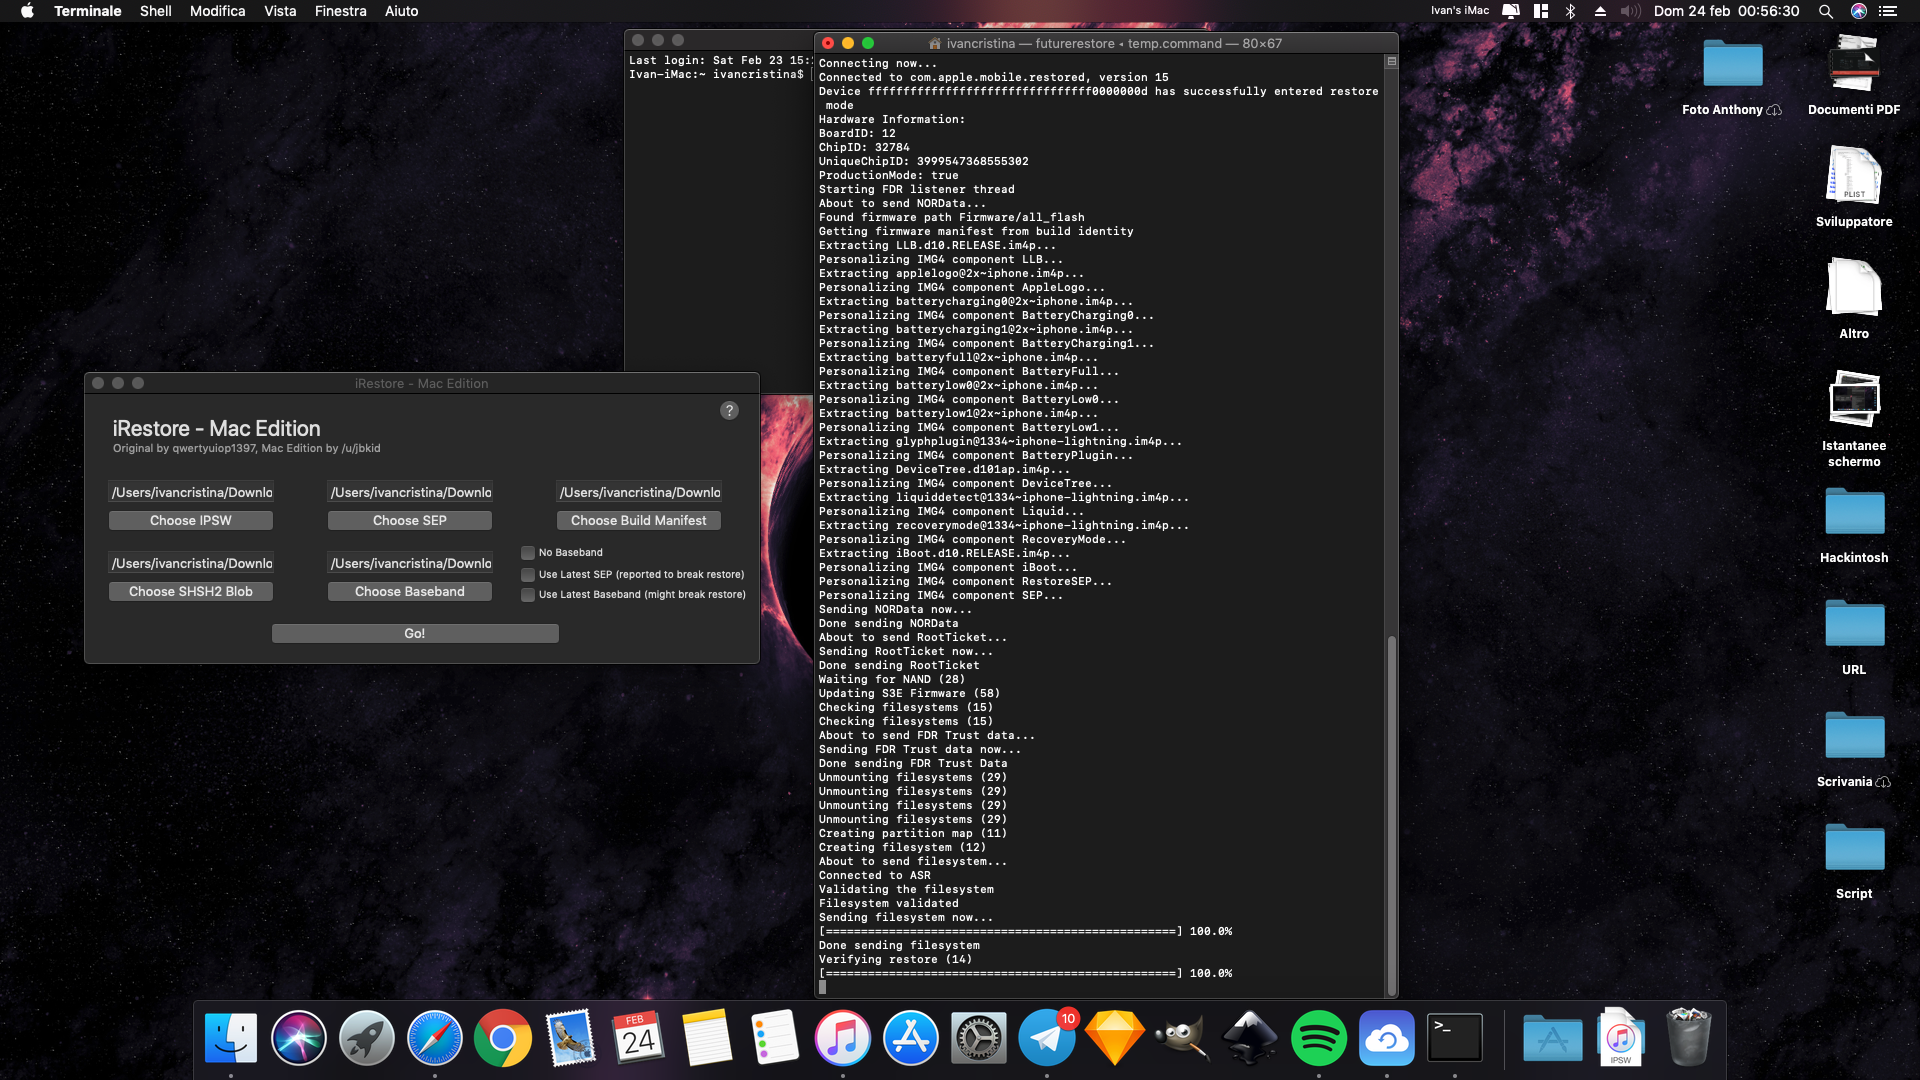 Terminale Shell Modifica Vista Finestra Aiuto
Ivan's iMac Dom 24 feb 00:56:30
Last login: Sat Feb 23 15:
Ivan-iMac:~ ivancristina$
ivancristina — futurerestore ◂ temp.command — 80×67
Connecting now...
Connected to com.apple.mobile.restored, version 15
Device ffffffffffffffffffffffffffffffff0000000d has successfully entered restore
mode
Hardware Information:
BoardID: 12
ChipID: 32784
UniqueChipID: 3999547368555302
ProductionMode: true
Starting FDR listener thread
About to send NORData...
Found firmware path Firmware/all_flash
Getting firmware manifest from build identity
Extracting LLB.d10.RELEASE.im4p...
Personalizing IMG4 component LLB...
Extracting applelogo@2x~iphone.im4p...
Personalizing IMG4 component AppleLogo...
Extracting batterycharging0@2x~iphone.im4p...
Personalizing IMG4 component BatteryCharging0...
Extracting batterycharging1@2x~iphone.im4p...
Personalizing IMG4 component BatteryCharging1...
Extracting batteryfull@2x~iphone.im4p...
Personalizing IMG4 component BatteryFull...
Extracting batterylow0@2x~iphone.im4p...
Personalizing IMG4 component BatteryLow0...
Extracting batterylow1@2x~iphone.im4p...
Personalizing IMG4 component BatteryLow1...
Extracting glyphplugin@1334~iphone-lightning.im4p...
Personalizing IMG4 component BatteryPlugin...
Extracting DeviceTree.d101ap.im4p...
Personalizing IMG4 component DeviceTree...
Extracting liquiddetect@1334~iphone-lightning.im4p...
Personalizing IMG4 component Liquid...
Extracting recoverymode@1334~iphone-lightning.im4p...
Personalizing IMG4 component RecoveryMode...
Extracting iBoot.d10.RELEASE.im4p...
Personalizing IMG4 component iBoot...
Personalizing IMG4 component RestoreSEP...
Personalizing IMG4 component SEP...
Sending NORData now...
Done sending NORData
About to send RootTicket...
Sending RootTicket now...
Done sending RootTicket
Waiting for NAND (28)
Updating S3E Firmware (58)
Checking filesystems (15)
Checking filesystems (15)
About to send FDR Trust data...
Sending FDR Trust data now...
Done sending FDR Trust Data
Unmounting filesystems (29)
Unmounting filesystems (29)
Unmounting filesystems (29)
Unmounting filesystems (29)
Creating partition map (11)
Creating filesystem (12)
About to send filesystem...
Connected to ASR
Validating the filesystem
Filesystem validated
Sending filesystem now...
[==================================================] 100.0%
Done sending filesystem
Verifying restore (14)
[==================================================] 100.0%
iRestore - Mac Edition
?
iRestore - Mac Edition
Original by qwertyuiop1397, Mac Edition by /u/jbkid
/Users/ivancristina/Downlo /Users/ivancristina/Downlo /Users/ivancristina/Downlo
Choose IPSW Choose SEP Choose Build Manifest
/Users/ivancristina/Downlo /Users/ivancristina/Downlo
Choose SHSH2 Blob Choose Baseband
No Baseband
Use Latest SEP (reported to break restore)
Use Latest Baseband (might break restore)
Go!
Foto Anthony
Documenti PDF
PLIST
Sviluppatore
Altro
Istantanee
schermo
Hackintosh
URL
Scrivania
Script
FEB
24
10
>_
IPSW